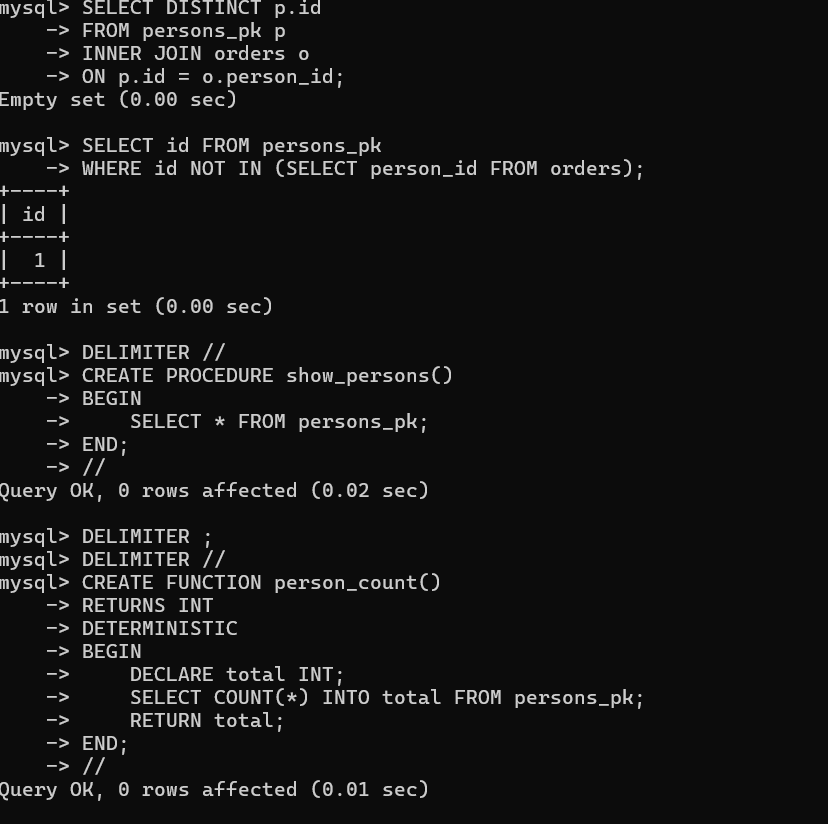 mysql> SELECT DISTINCT p.id
    -> FROM persons_pk p
    -> INNER JOIN orders o
    -> ON p.id = o.person_id;
Empty set (0.00 sec)

mysql> SELECT id FROM persons_pk
    -> WHERE id NOT IN (SELECT person_id FROM orders);
+----+
| id |
+----+
|  1 |
+----+
1 row in set (0.00 sec)

mysql> DELIMITER //
mysql> CREATE PROCEDURE show_persons()
    -> BEGIN
    ->     SELECT * FROM persons_pk;
    -> END;
    -> //
Query OK, 0 rows affected (0.02 sec)

mysql> DELIMITER ;
mysql> DELIMITER //
mysql> CREATE FUNCTION person_count()
    -> RETURNS INT
    -> DETERMINISTIC
    -> BEGIN
    ->     DECLARE total INT;
    ->     SELECT COUNT(*) INTO total FROM persons_pk;
    ->     RETURN total;
    -> END;
    -> //
Query OK, 0 rows affected (0.01 sec)